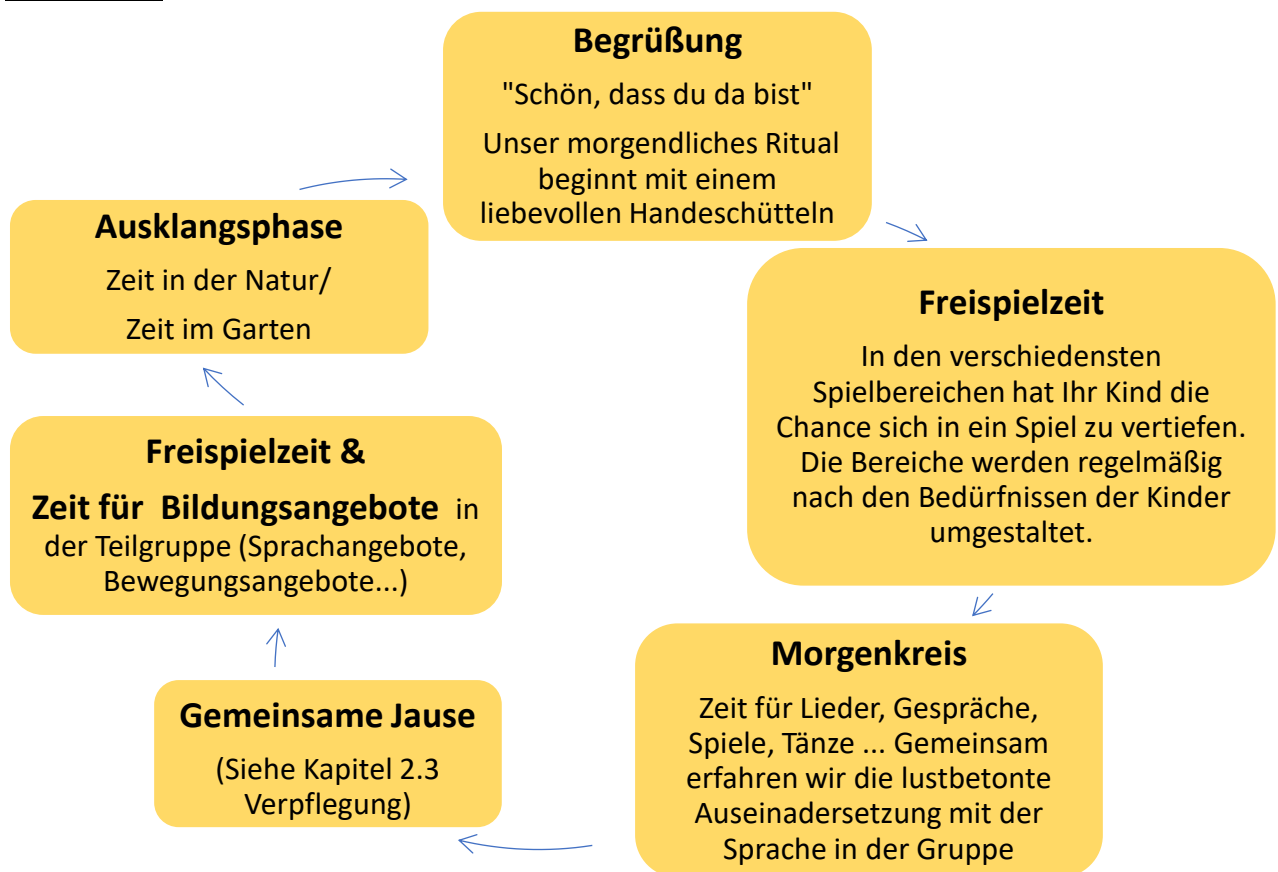 Begrüßung
"Schön, dass du da bist"
Unser morgendliches Ritual
beginnt mit einem
liebevollen Handeschütteln
Freispielzeit
In den verschiedensten
Spielbereichen hat Ihr Kind die
Chance sich in ein Spiel zu vertiefen.
Die Bereiche werden regelmäßig
nach den Bedürfnissen der Kinder
umgestaltet.
Morgenkreis
Zeit für Lieder, Gespräche,
Spiele, Tänze ... Gemeinsam
erfahren wir die lustbetonte
Auseinadersetzung mit der
Sprache in der Gruppe
Gemeinsame Jause
(Siehe Kapitel 2.3
Verpflegung)
Freispielzeit &
Zeit für Bildungsangebote in
der Teilgruppe (Sprachangebote,
Bewegungsangebote...)
Ausklangsphase
Zeit in der Natur/
Zeit im Garten